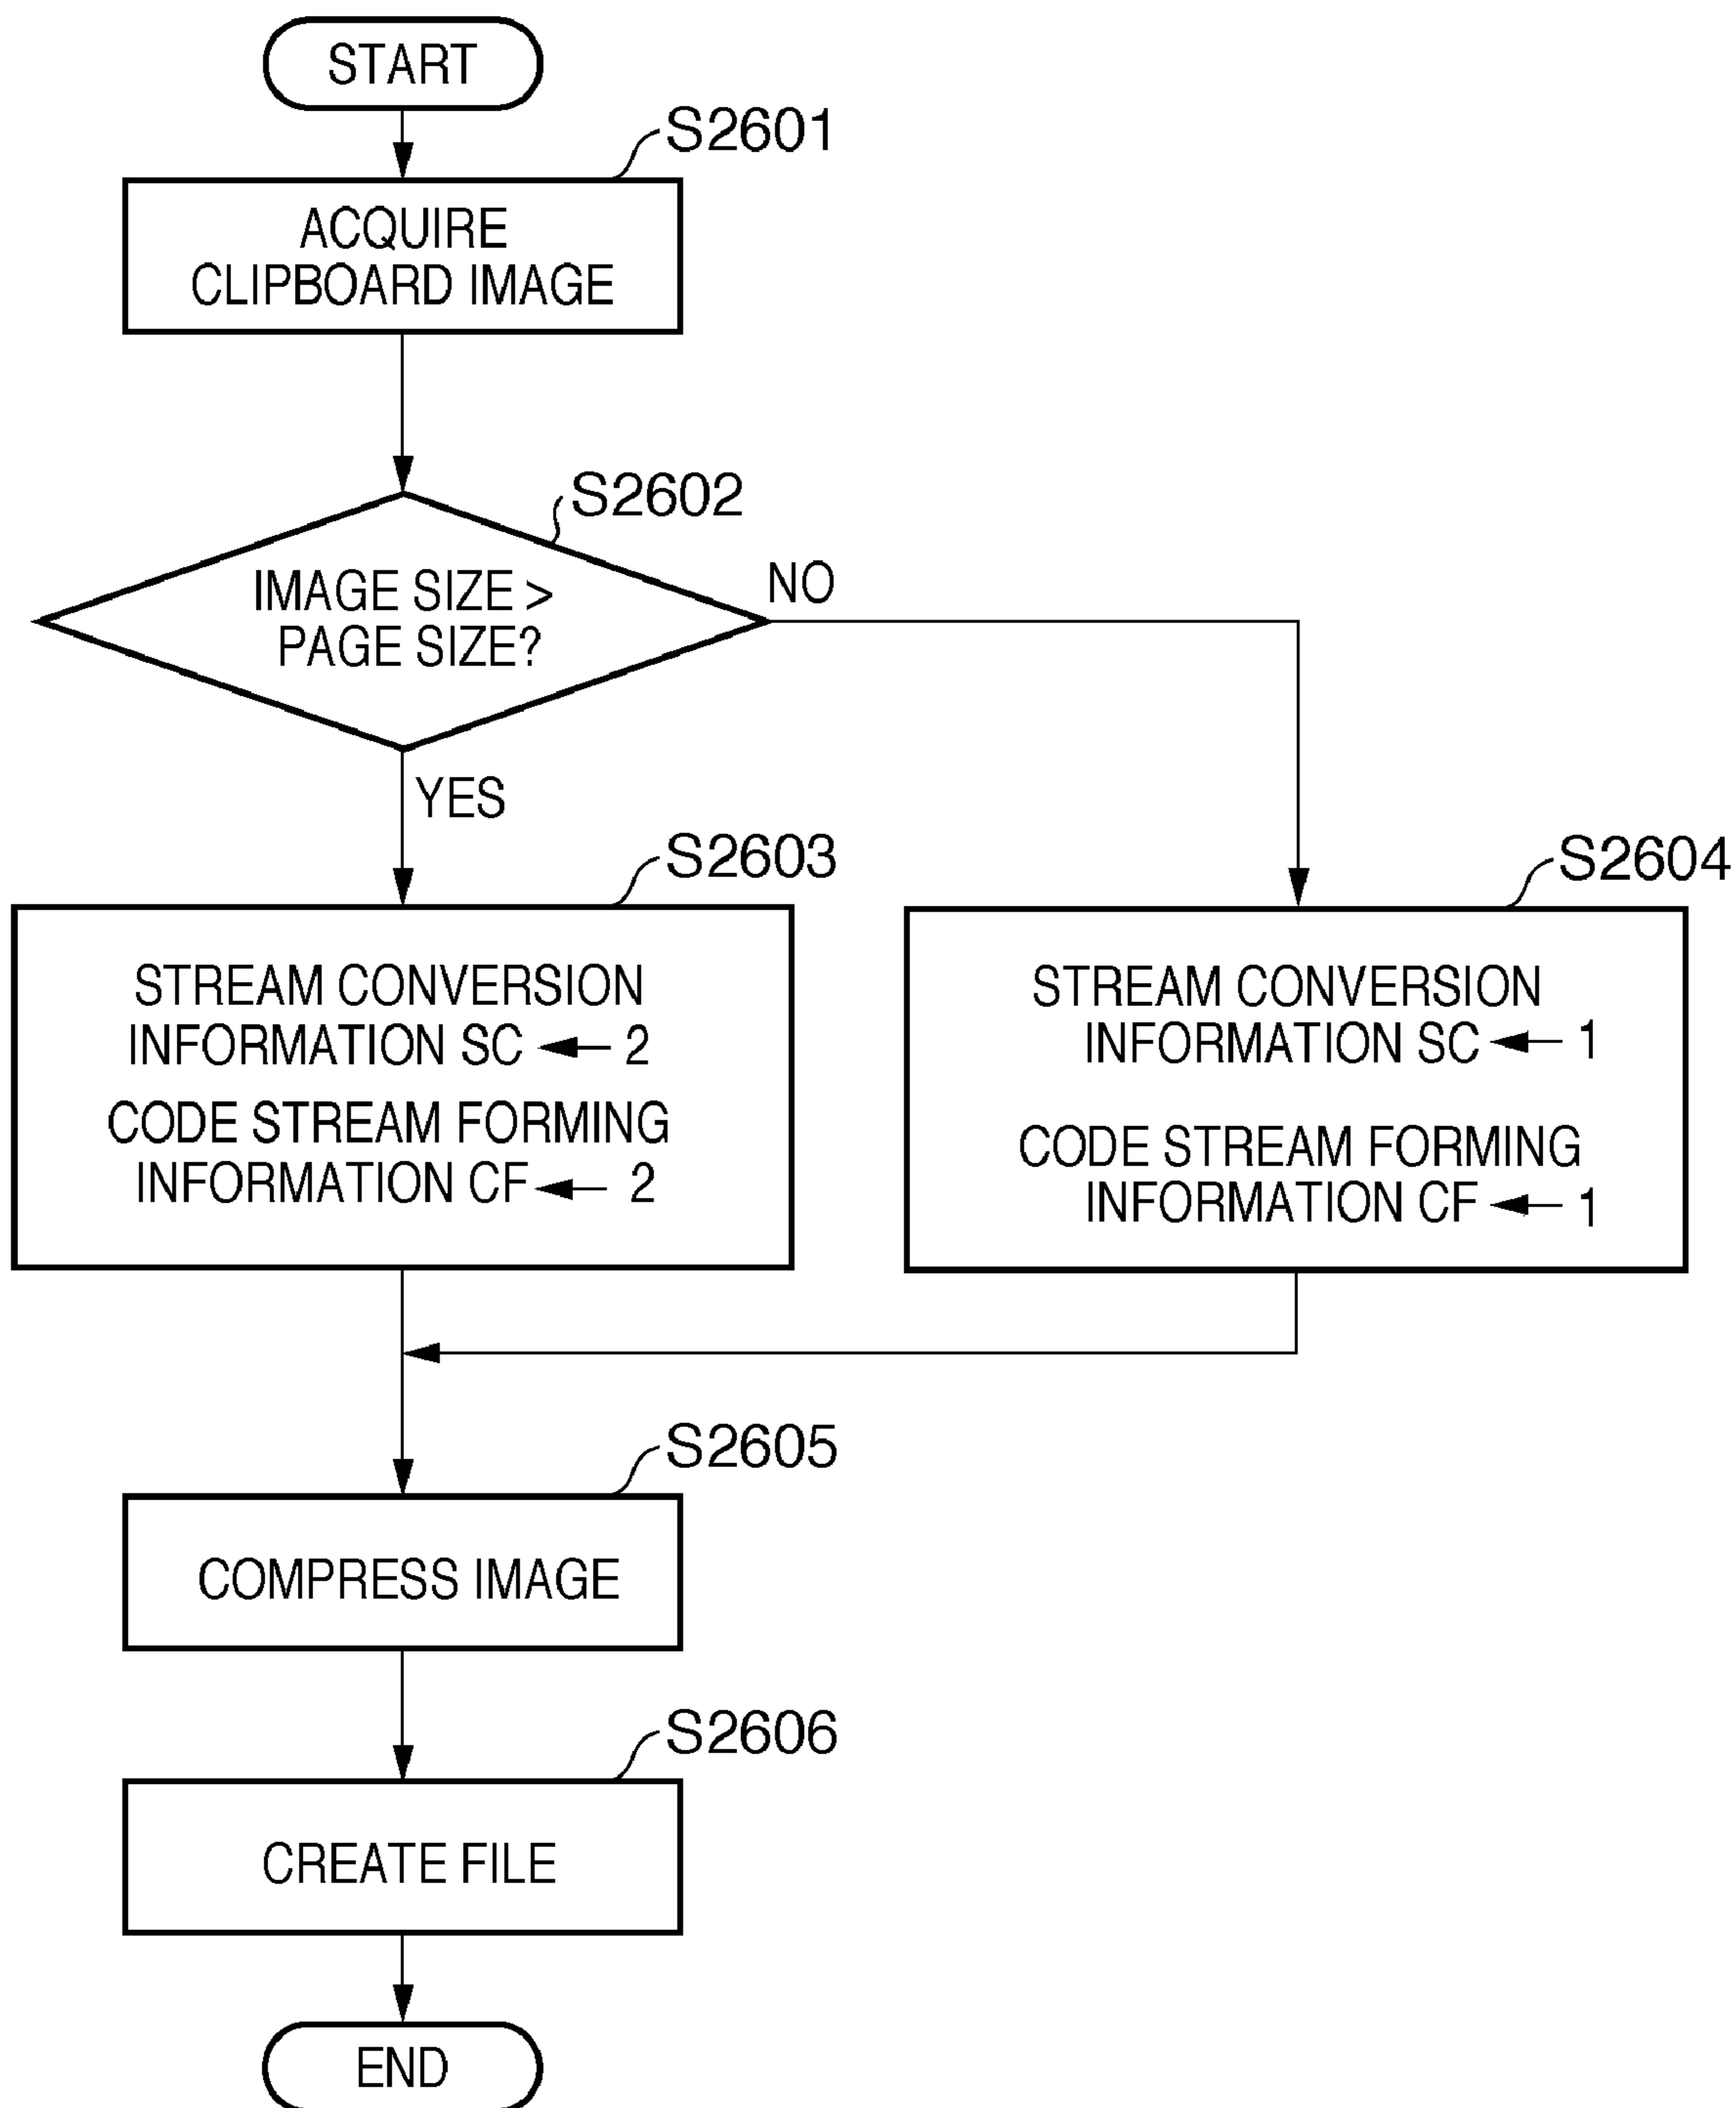 START
S2601
ACQUIRE
CLIPBOARD IMAGE
S2602
IMAGE SIZE >
PAGE SIZE?
NO
YES
S2603
STREAM CONVERSION
INFORMATION SC ← 2
CODE STREAM FORMING
INFORMATION CF ← 2
S2604
STREAM CONVERSION
INFORMATION SC ← 1
CODE STREAM FORMING
INFORMATION CF ← 1
S2605
COMPRESS IMAGE
S2606
CREATE FILE
END